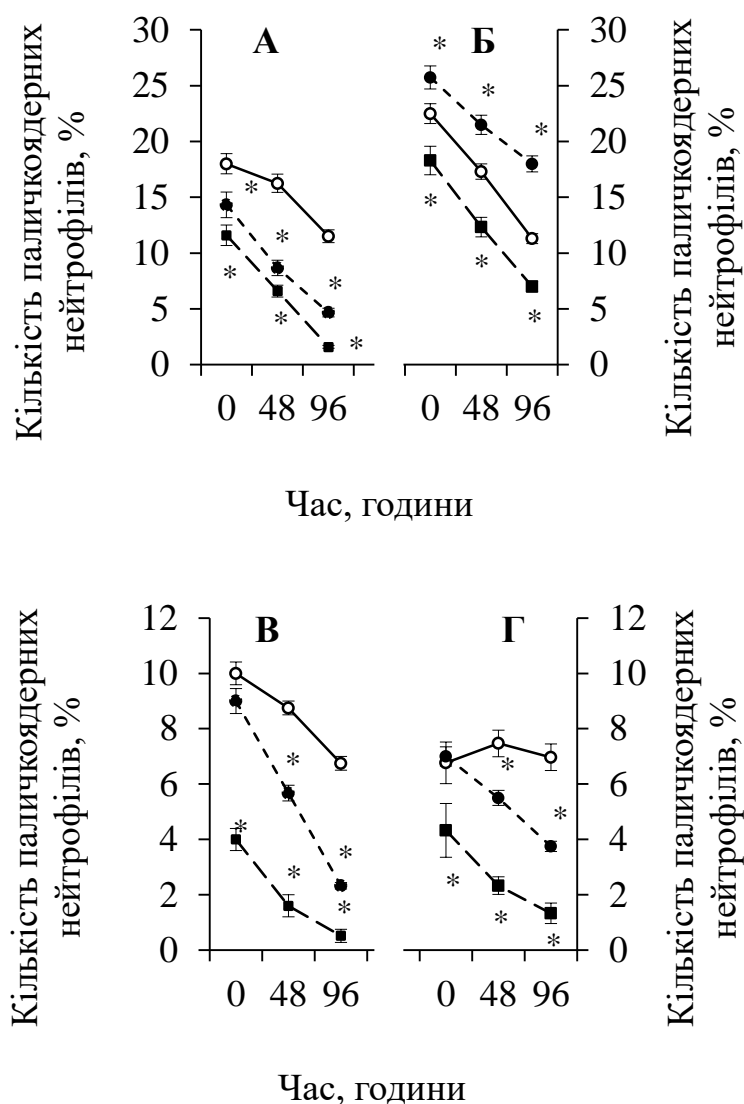 Кількість паличкоядерних
нейтрофілів, %
А
Б
30
25
20
15
10
5
0
30
25
20
15
10
5
0
* * * * * *
* * * * * *
0 48 96
0 48 96
Кількість паличкоядерних
нейтрофілів, %
Час, години
Кількість паличкоядерних
нейтрофілів, %
В
Г
12
10
8
6
4
2
0
12
10
8
6
4
2
0
* * * * *
* * * * *
0 48 96
0 48 96
Кількість паличкоядерних
нейтрофілів, %
Час, години